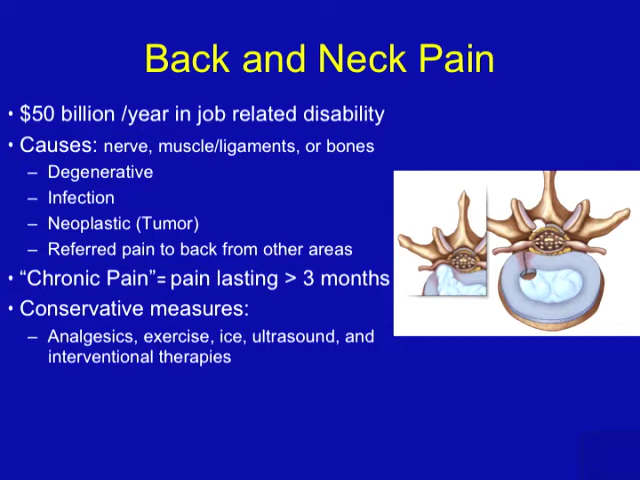 Back and Neck Pain
• $50 billion /year in job related disability
• Causes: nerve, muscle/ligaments, or bones
– Degenerative
– Infection
– Neoplastic (Tumor)
– Referred pain to back from other areas
• “Chronic Pain”= pain lasting > 3 months
• Conservative measures:
– Analgesics, exercise, ice, ultrasound, and
interventional therapies